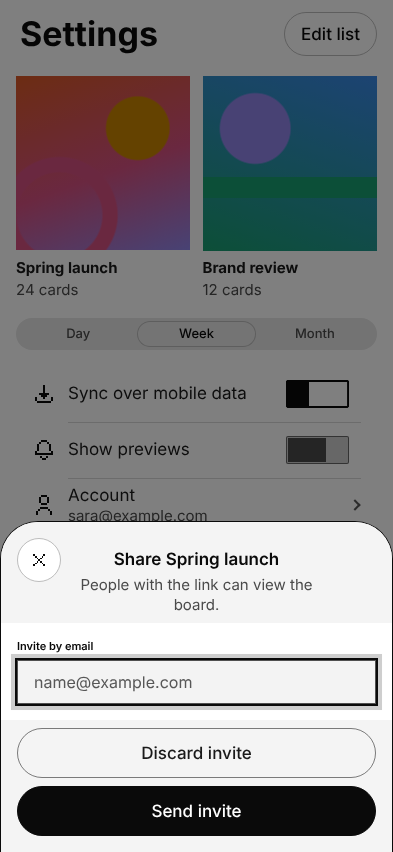 Settings
Edit list
Spring launch
24 cards
Brand review
12 cards
Day
Week
Month
Sync over mobile data
Show previews
Account
sara@example.com
Share Spring launch
People with the link can view the
board.
Invite by email
name@example.com
Discard invite
Send invite